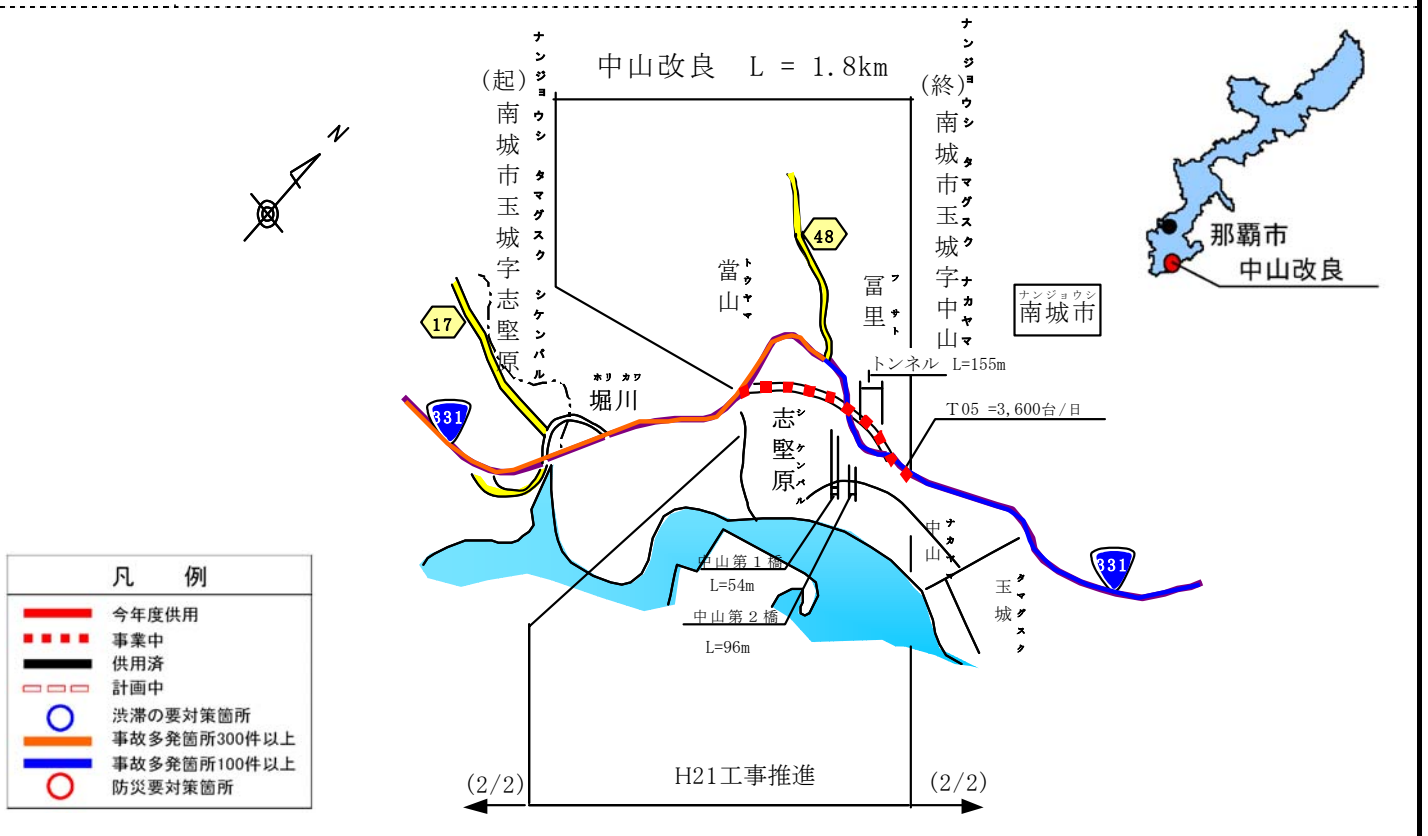 中山改良 L = 1.8km
(起)
南城市玉城字志堅原
ナンジョウシ タマグスク シケンバル
(終)
南城市玉城字中山
ナンジョウシ タマグスク ナカヤマ
N
那覇市
中山改良
ナンジョウシ
南城市
48
17
當山
トウヤマ
冨里
フサト
トンネル L=155m
T05 =3,600台/日
ホリカワ
堀川
331
志堅原
シケンバル
中山
ナカヤマ
玉城
タマグスク
331
中山第1橋
L=54m
中山第2橋
L=96m
凡 例
今年度供用
事業中
供用済
計画中
渋滞の要対策箇所
事故多発箇所300件以上
事故多発箇所100件以上
防災要対策箇所
(2/2)
H21工事推進
(2/2)